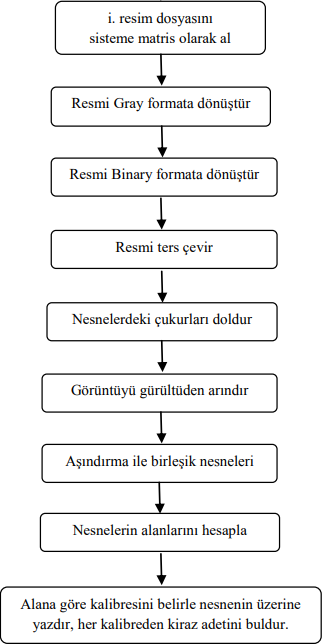 i. resim dosyasını
sisteme matris olarak al
Resmi Gray formata dönüştür
Resmi Binary formata dönüştür
Resmi ters çevir
Nesnelerdeki çukurları doldur
Görüntüyü gürültüden arındır
Aşındırma ile birleşik nesneleri
Nesnelerin alanlarını hesapla
Alana göre kalibresini belirle nesnenin üzerine
yazdır, her kalibreden kiraz adetini buldur.